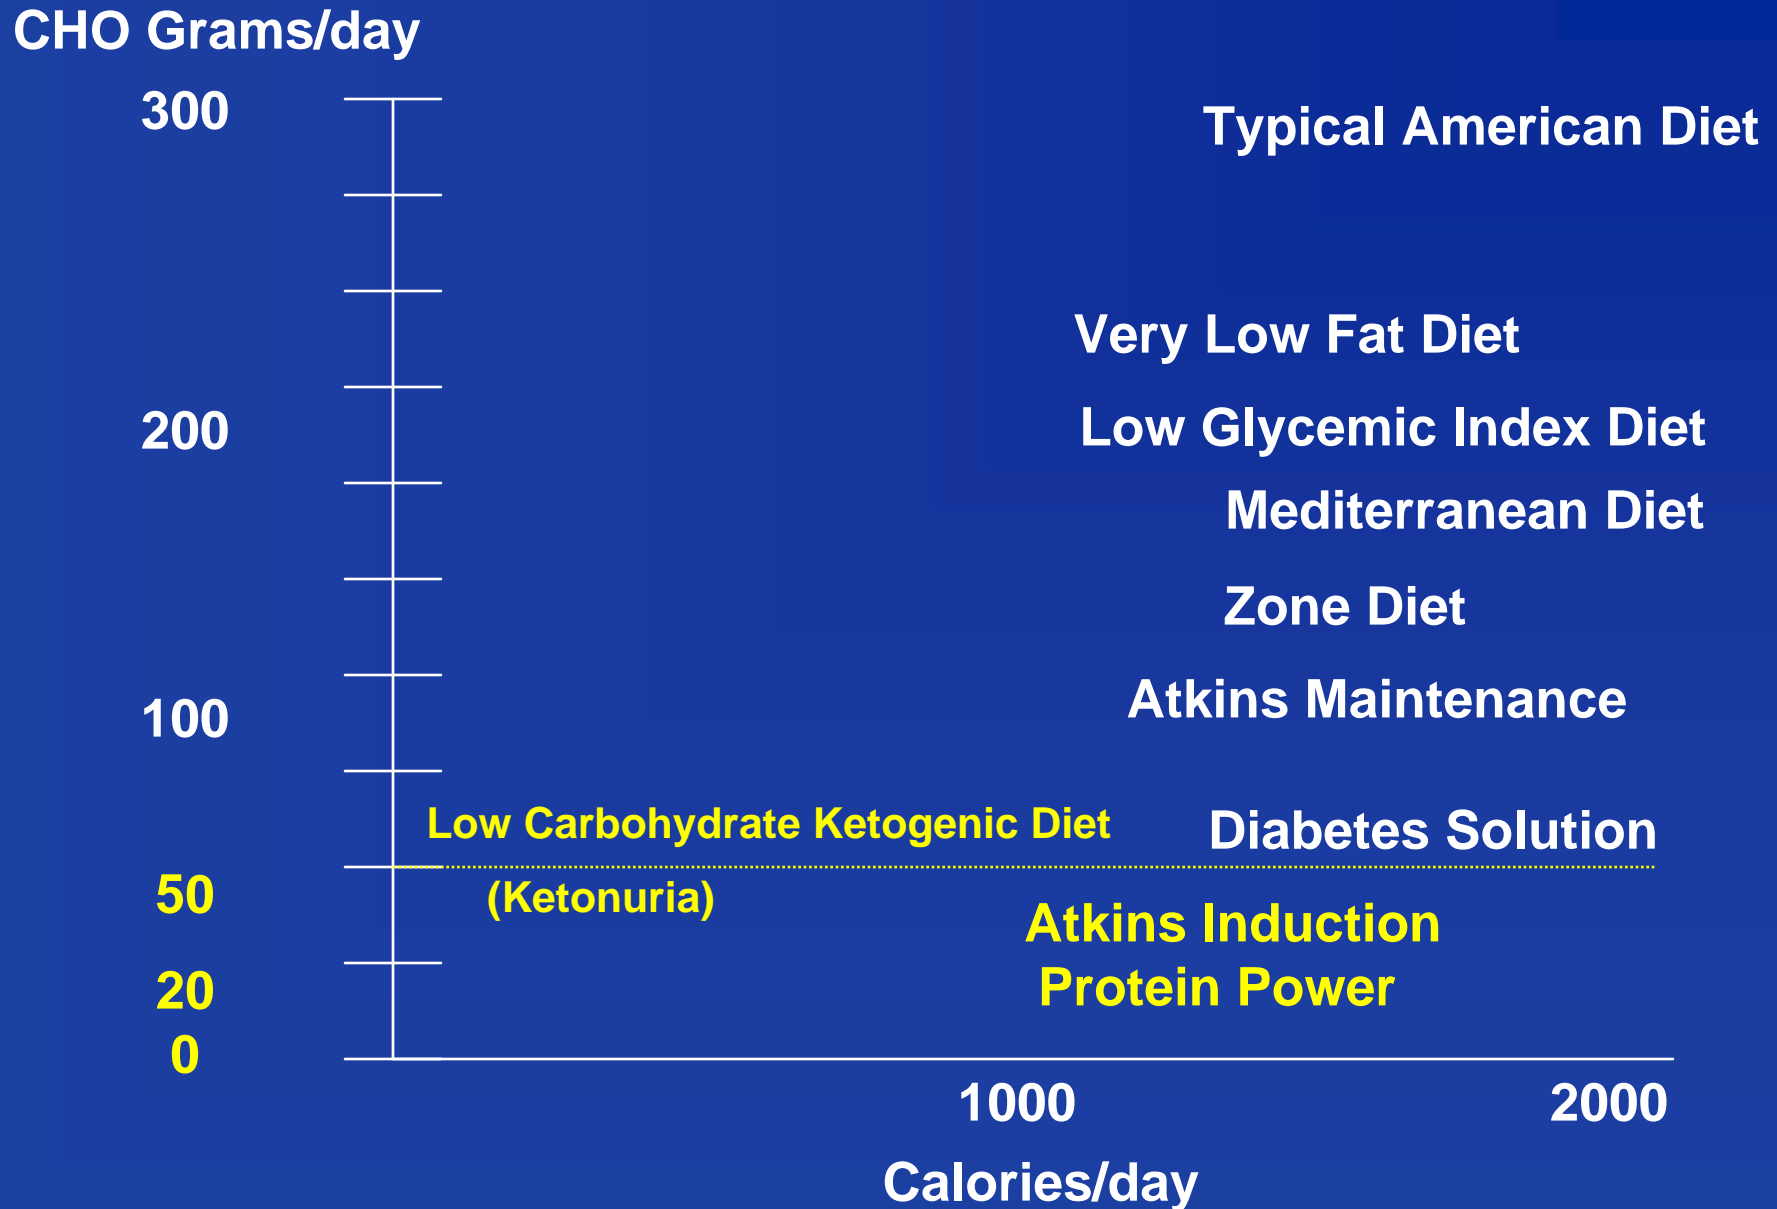 CHO Grams/day
300
Typical American Diet
Very Low Fat Diet
200
Low Glycemic Index Diet
Mediterranean Diet
Zone Diet
Atkins Maintenance
100
Low Carbohydrate Ketogenic Diet
Diabetes Solution
50
(Ketonuria)
Atkins Induction
20
Protein Power
0
1000
2000
Calories/day